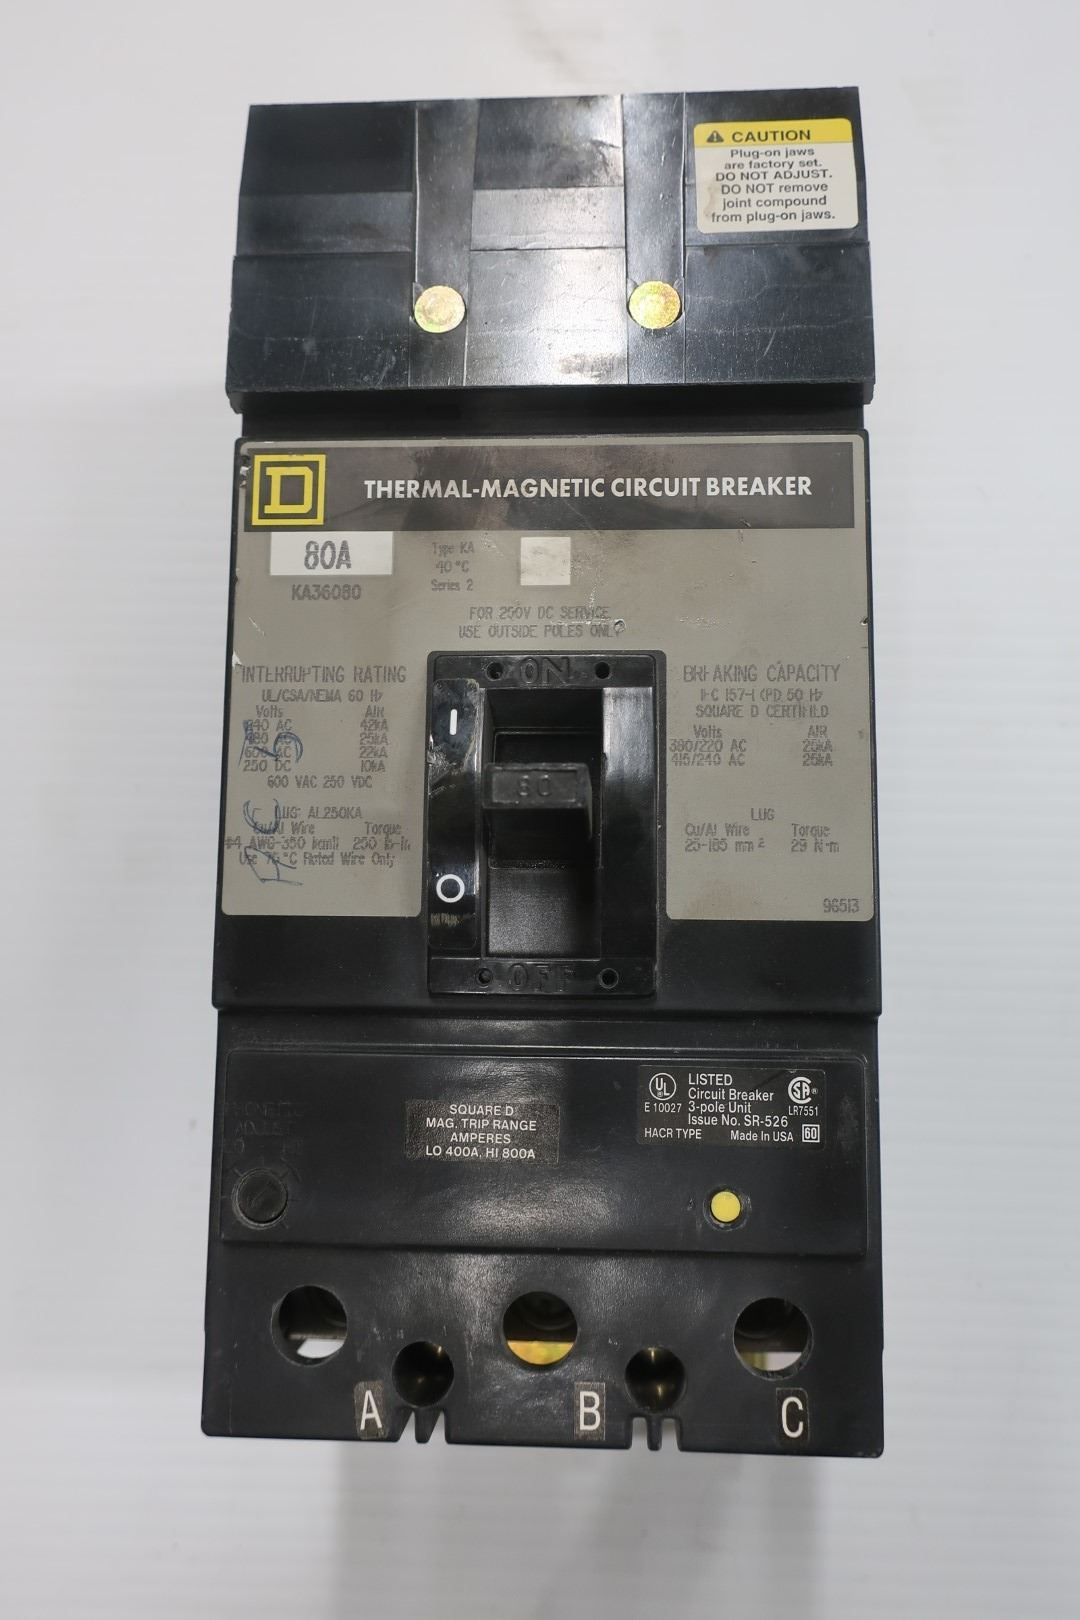 CAUTION
Plug-on jaws
are factory set.
DO NOT ADJUST.
DO NOT remove
joint compound
from plug-on jaws.
D
THERMAL-MAGNETIC CIRCUIT BREAKER
80A
KA36080
Type KA
40°C
Series 2
FOR 250V DC SERVICE
USE OUTSIDE POLES ONLY
INTERRUPTING RATING
UL/CSA/NEMA 60 Hz
Volts AIR
240 AC 42kA
480 AC 25kA
600 AC 22kA
250 DC 10kA
600 VAC 250 VDC
LUG: AL250KA
Cu/Al Wire Torque
#4 AWG-350 kcmil 250 lb-in
Use 75°C Rated Wire Only
ON
I
O
OFF
BREAKING CAPACITY
IEC 157-1 (P1) 50 Hz
SQUARE D CERTIFIED
Volts AIR
380/220 AC 25kA
415/240 AC 25kA
LUG
Cu/Al Wire Torque
25-185 mm² 29 N·m
96513
SQUARE D
MAG. TRIP RANGE
AMPERES
LO 400A, HI 800A
UL
LISTED
Circuit Breaker
3-pole Unit
Issue No. SR-526
E 10027
SA
LR7551
HACR TYPE Made in USA 60
A B C